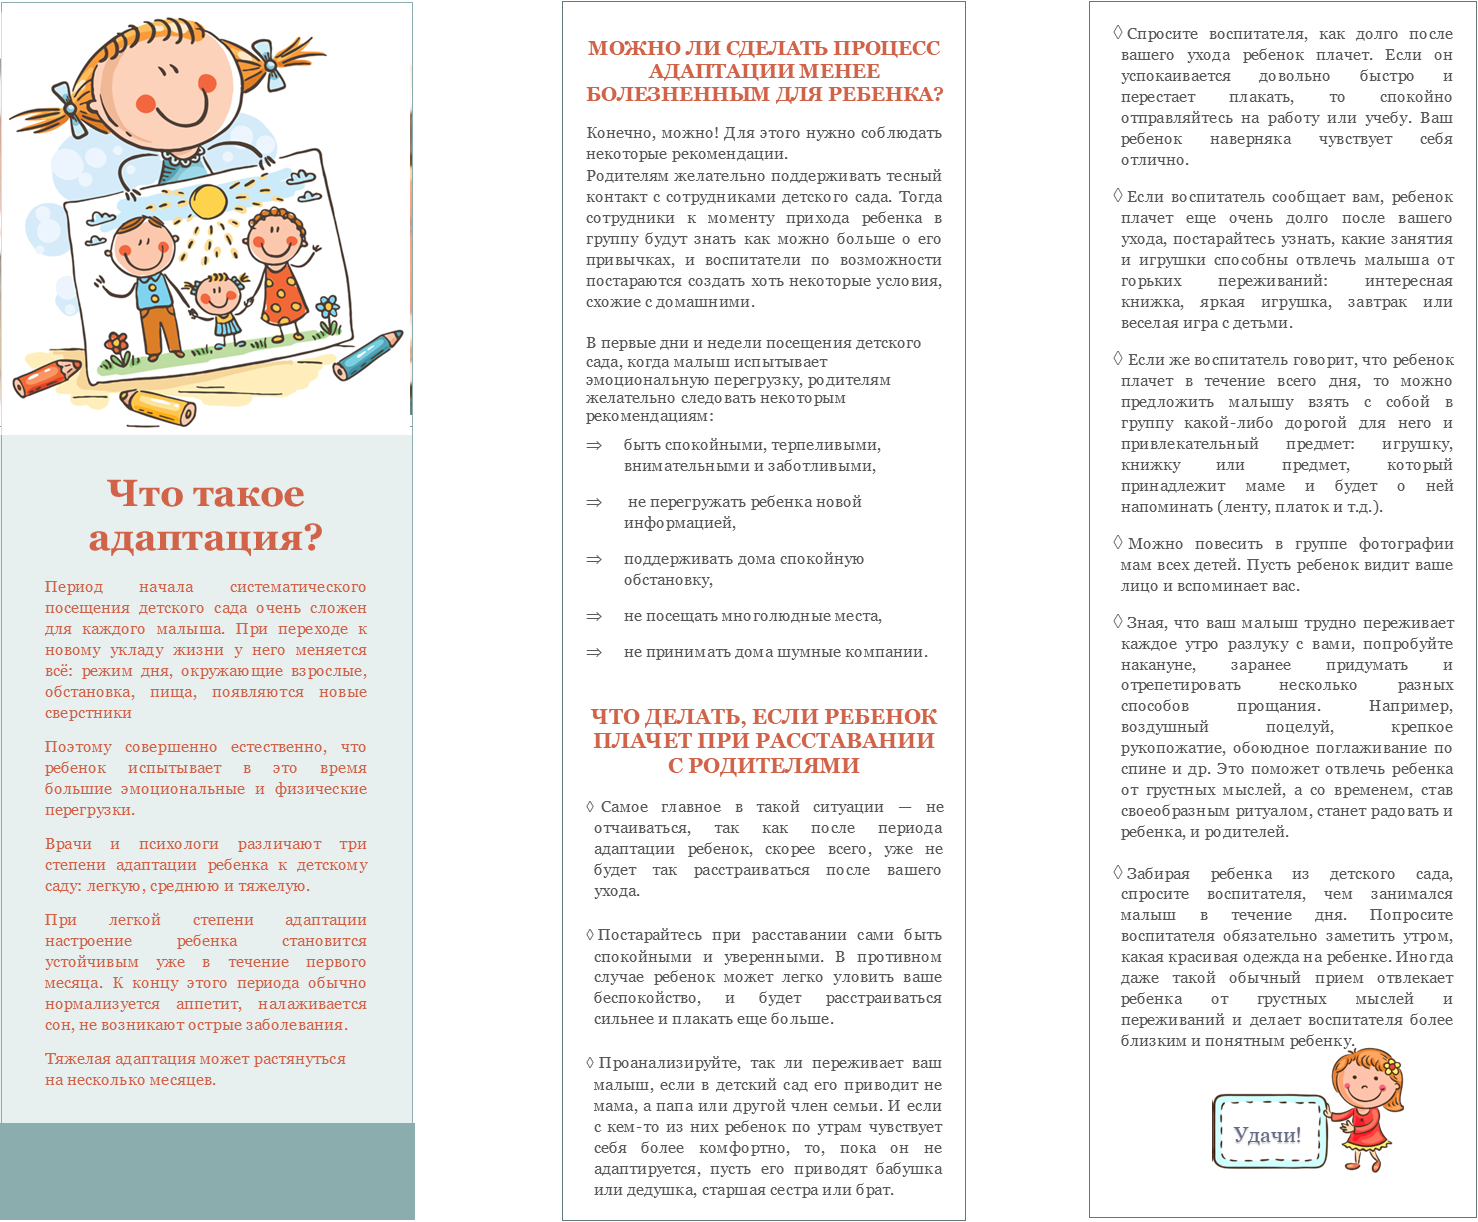 Что такое
адаптация?
Период начала систематического
посещения детского сада очень сложен
для каждого малыша. При переходе к
новому укладу жизни у него меняется
всё: режим дня, окружающие взрослые,
обстановка, пища, появляются новые
сверстники
Поэтому совершенно естественно, что
ребенок испытывает в это время
большие эмоциональные и физические
перегрузки.
Врачи и психологи различают три
степени адаптации ребенка к детскому
саду: легкую, среднюю и тяжелую.
При легкой степени адаптации
настроение ребенка становится
устойчивым уже в течение первого
месяца. К концу этого периода обычно
нормализуется аппетит, налаживается
сон, не возникают острые заболевания.
Тяжелая адаптация может растянуться
на несколько месяцев.
МОЖНО ЛИ СДЕЛАТЬ ПРОЦЕСС
АДАПТАЦИИ МЕНЕЕ
БОЛЕЗНЕННЫМ ДЛЯ РЕБЕНКА?
Конечно, можно! Для этого нужно соблюдать
некоторые рекомендации.
Родителям желательно поддерживать тесный
контакт с сотрудниками детского сада. Тогда
сотрудники к моменту прихода ребенка в
группу будут знать как можно больше о его
привычках, и воспитатели по возможности
постараются создать хоть некоторые условия,
схожие с домашними.
В первые дни и недели посещения детского
сада, когда малыш испытывает
эмоциональную перегрузку, родителям
желательно следовать некоторым
рекомендациям:
⇒ быть спокойными, терпеливыми,
внимательными и заботливыми,
⇒ не перегружать ребенка новой
информацией,
⇒ поддерживать дома спокойную
обстановку,
⇒ не посещать многолюдные места,
⇒ не принимать дома шумные компании.
ЧТО ДЕЛАТЬ, ЕСЛИ РЕБЕНОК
ПЛАЧЕТ ПРИ РАССТАВАНИИ
С РОДИТЕЛЯМИ
◊ Самое главное в такой ситуации — не
отчаиваться, так как после периода
адаптации ребенок, скорее всего, уже не
будет так расстраиваться после вашего
ухода.
◊ Постарайтесь при расставании сами быть
спокойными и уверенными. В противном
случае ребенок может легко уловить ваше
беспокойство, и будет расстраиваться
сильнее и плакать еще больше.
◊ Проанализируйте, так ли переживает ваш
малыш, если в детский сад его приводит не
мама, а папа или другой член семьи. И если
с кем-то из них ребенок по утрам чувствует
себя более комфортно, то, пока он не
адаптируется, пусть его приводят бабушка
или дедушка, старшая сестра или брат.
◊ Спросите воспитателя, как долго после
вашего ухода ребенок плачет. Если он
успокаивается довольно быстро и
перестает плакать, то спокойно
отправляйтесь на работу или учебу. Ваш
ребенок наверняка чувствует себя
отлично.
◊ Если воспитатель сообщает вам, ребенок
плачет еще очень долго после вашего
ухода, постарайтесь узнать, какие занятия
и игрушки способны отвлечь малыша от
горьких переживаний: интересная
книжка, яркая игрушка, завтрак или
веселая игра с детьми.
◊ Если же воспитатель говорит, что ребенок
плачет в течение всего дня, то можно
предложить малышу взять с собой в
группу какой-либо дорогой для него и
привлекательный предмет: игрушку,
книжку или предмет, который
принадлежит маме и будет о ней
напоминать (ленту, платок и т.д.).
◊ Можно повесить в группе фотографии
мам всех детей. Пусть ребенок видит ваше
лицо и вспоминает вас.
◊ Зная, что ваш малыш трудно переживает
каждое утро разлуку с вами, попробуйте
накануне, заранее придумать и
отрепетировать несколько разных
способов прощания. Например,
воздушный поцелуй, крепкое
рукопожатие, обоюдное поглаживание по
спине и др. Это поможет отвлечь ребенка
от грустных мыслей, а со временем, став
своеобразным ритуалом, станет радовать и
ребенка, и родителей.
◊ Забирая ребенка из детского сада,
спросите воспитателя, чем занимался
малыш в течение дня. Попросите
воспитателя обязательно заметить утром,
какая красивая одежда на ребенке. Иногда
даже такой обычный прием отвлекает
ребенка от грустных мыслей и
переживаний и делает воспитателя более
близким и понятным ребенку.
Удачи!